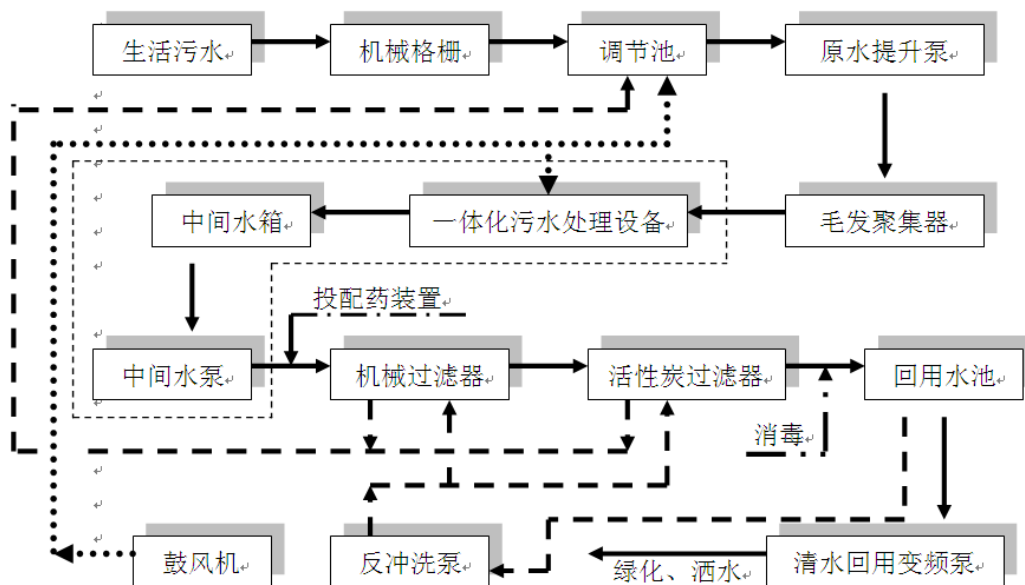 生活污水
机械格栅
调节池
原水提升泵
中间水箱
一体化污水处理设备
毛发聚集器
投配药装置
中间水泵
机械过滤器
活性炭过滤器
回用水池
消毒
鼓风机
反冲洗泵
绿化、洒水
清水回用变频泵